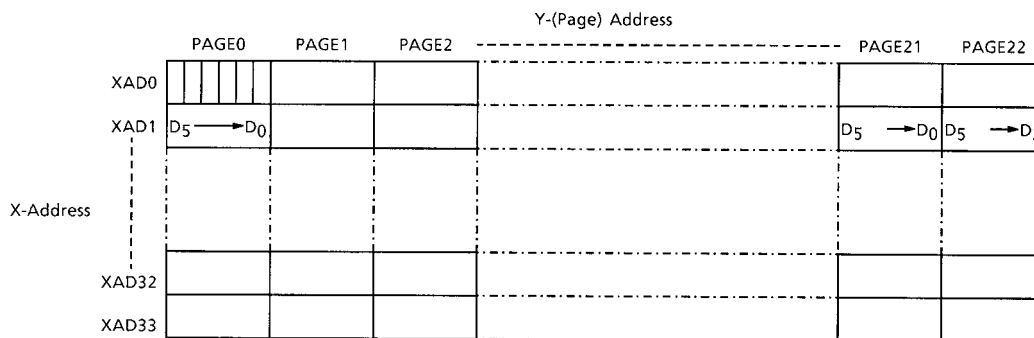 Y-(Page) Address
PAGE0 PAGE1 PAGE2 PAGE21 PAGE22
XAD0
XAD1 D5 D0 D5 D0 D5 D
X-Address
XAD32
XAD33